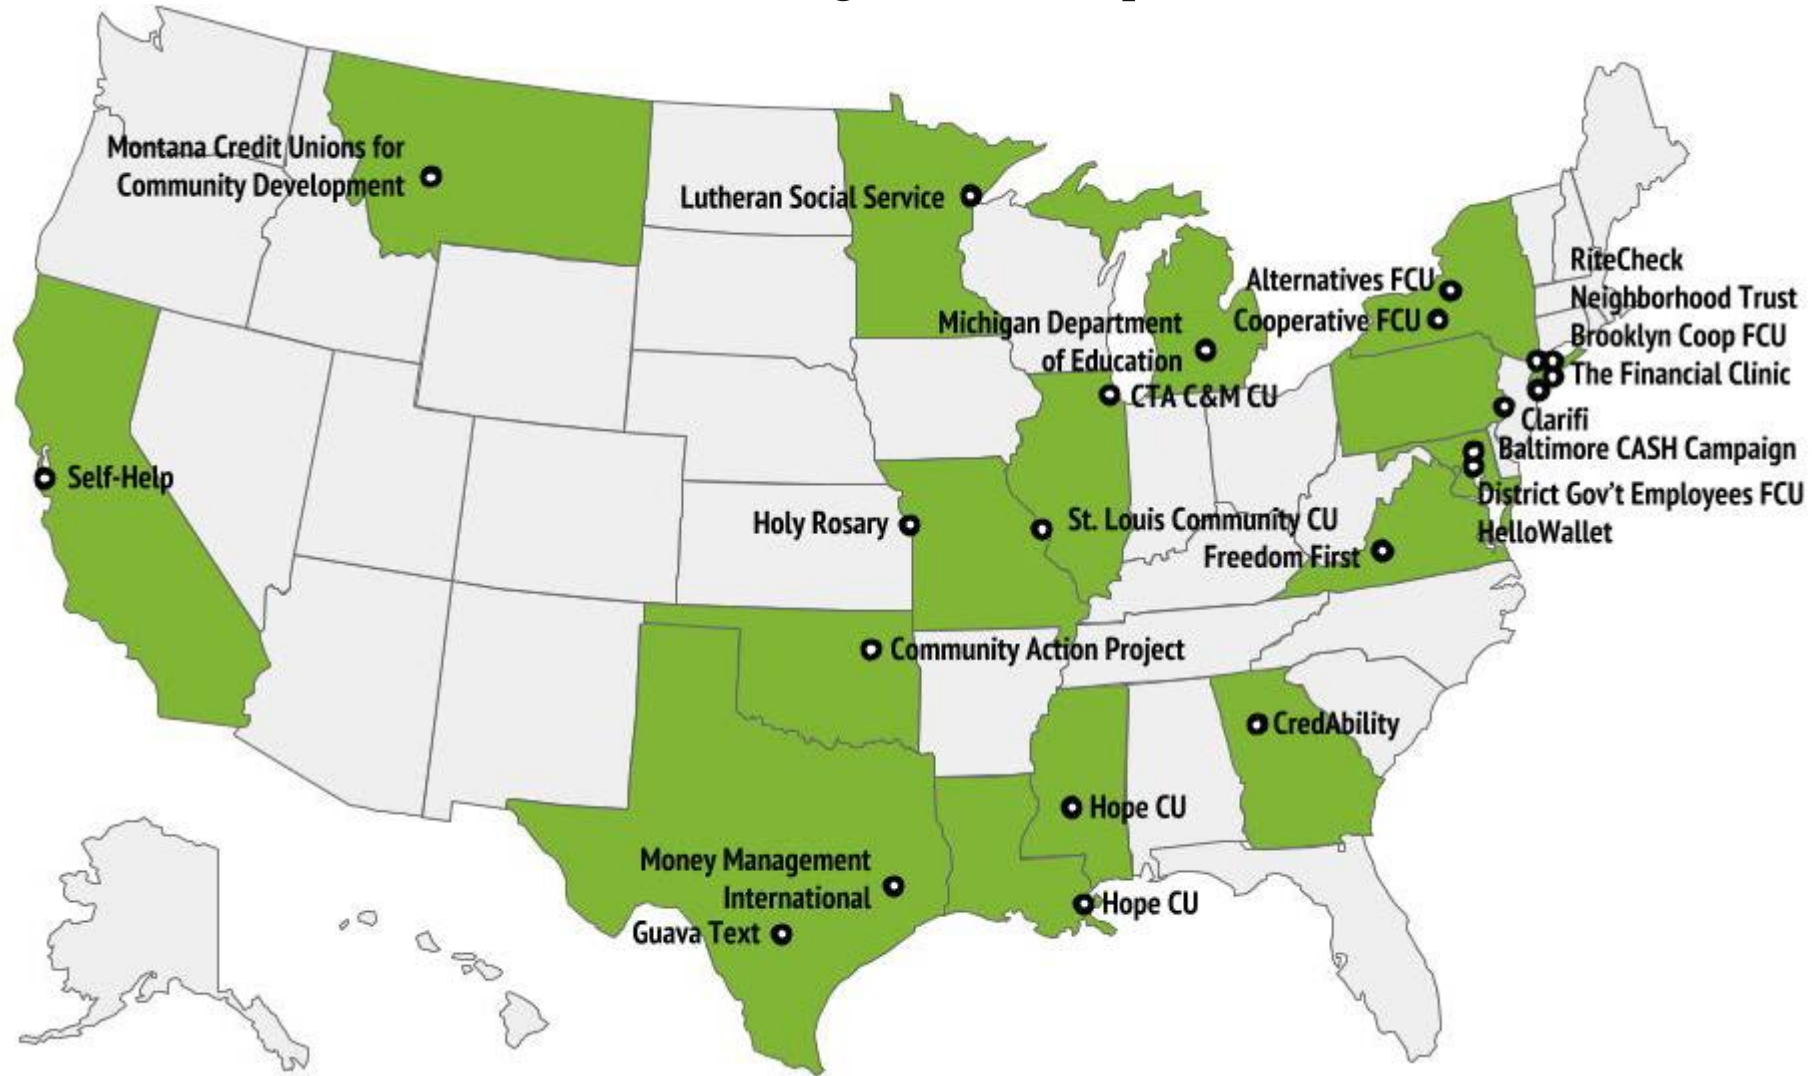 Montana Credit Unions for
Community Development
Lutheran Social Service
RiteCheck
Alternatives FCU
Neighborhood Trust
Michigan Department
Cooperative FCU
Brooklyn Coop FCU
of Education
The Financial Clinic
CTA C&M CU
Clarifi
Baltimore CASH Campaign
Self-Help
District Gov't Employees FCU
Holy Rosary
St. Louis Community CU
HelloWallet
Freedom First
Community Action Project
CredAbility
Hope CU
Money Management
International
Hope CU
Guava Text